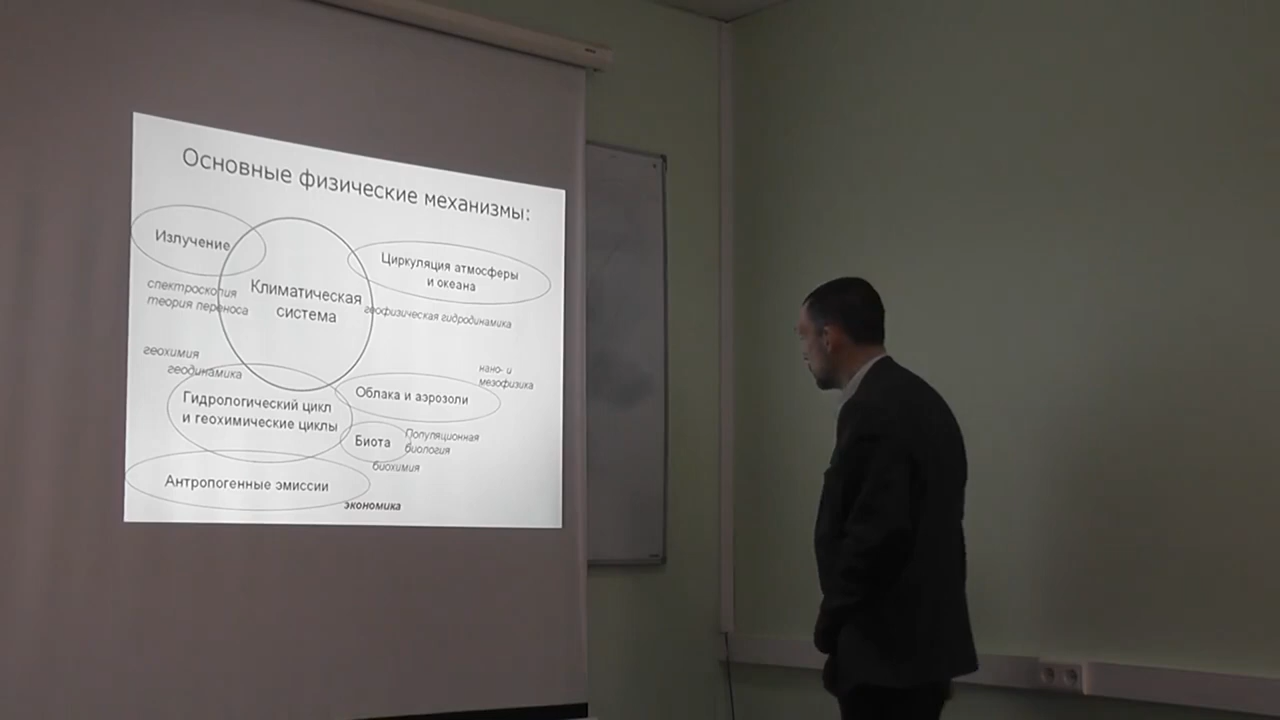 Основные физические механизмы:
Излучение
спектроскопия
теория переноса
Климатическая
система
Циркуляция атмосферы
и океана
геофизическая гидродинамика
геохимия
геодинамика
Гидрологический цикл
и геохимические циклы
Облака и аэрозоли
нано- и
мезофизика
Биота
Популяционная
биология
биохимия
Антропогенные эмиссии
экономика